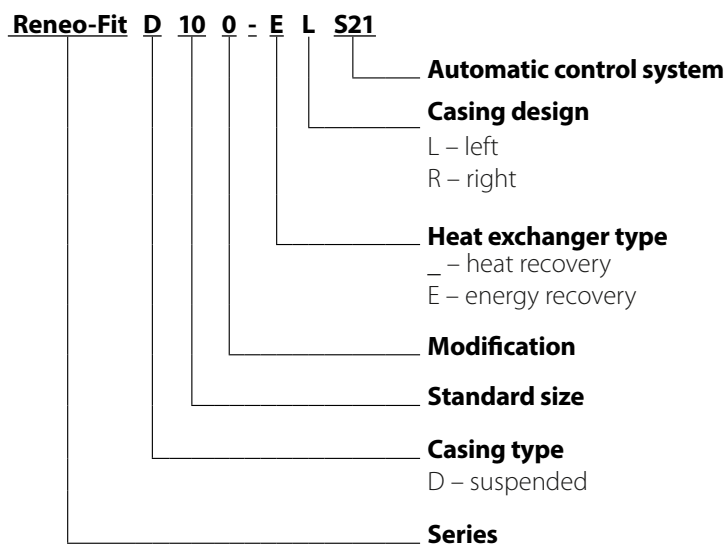 Reneo-Fit D 10 0 - E L S21
Automatic control system
Casing design
L – left
R – right
Heat exchanger type
_ – heat recovery
E – energy recovery
Modification
Standard size
Casing type
D – suspended
Series